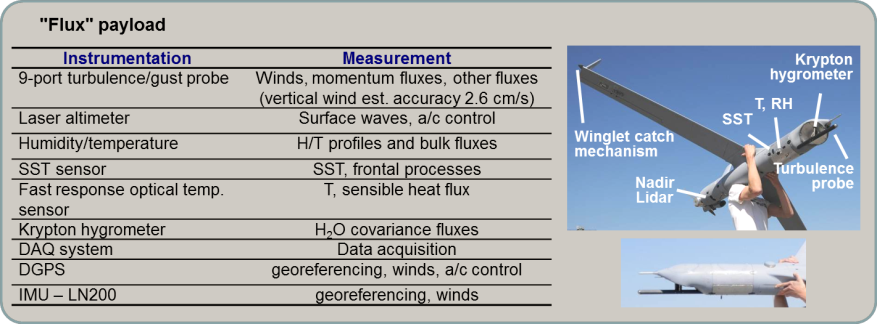 "Flux" payload
Instrumentation Measurement
9-port turbulence/gust probe Winds, momentum fluxes, other fluxes
(vertical wind est. accuracy 2.6 cm/s)
Laser altimeter Surface waves, a/c control
Humidity/temperature H/T profiles and bulk fluxes
SST sensor SST, frontal processes
Fast response optical temp. T, sensible heat flux
sensor
Krypton hygrometer H₂O covariance fluxes
DAQ system Data acquisition
DGPS georeferencing, winds, a/c control
IMU – LN200 georeferencing, winds
Krypton
hygrometer
T, RH
SST
Winglet catch
mechanism
Turbulence
probe
Nadir
Lidar